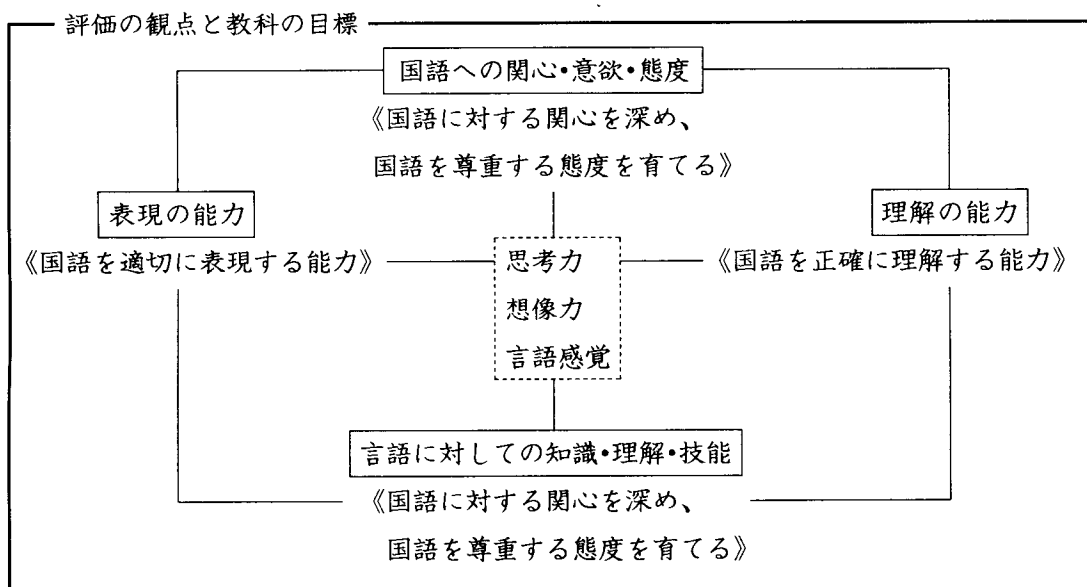 評価の観点と教科の目標
国語への関心・意欲・態度
《国語に対する関心を深め、
国語を尊重する態度を育てる》
表現の能力
《国語を適切に表現する能力》
思考力
想像力
言語感覚
理解の能力
《国語を正確に理解する能力》
言語に対しての知識・理解・技能
《国語に対する関心を深め、
国語を尊重する態度を育てる》